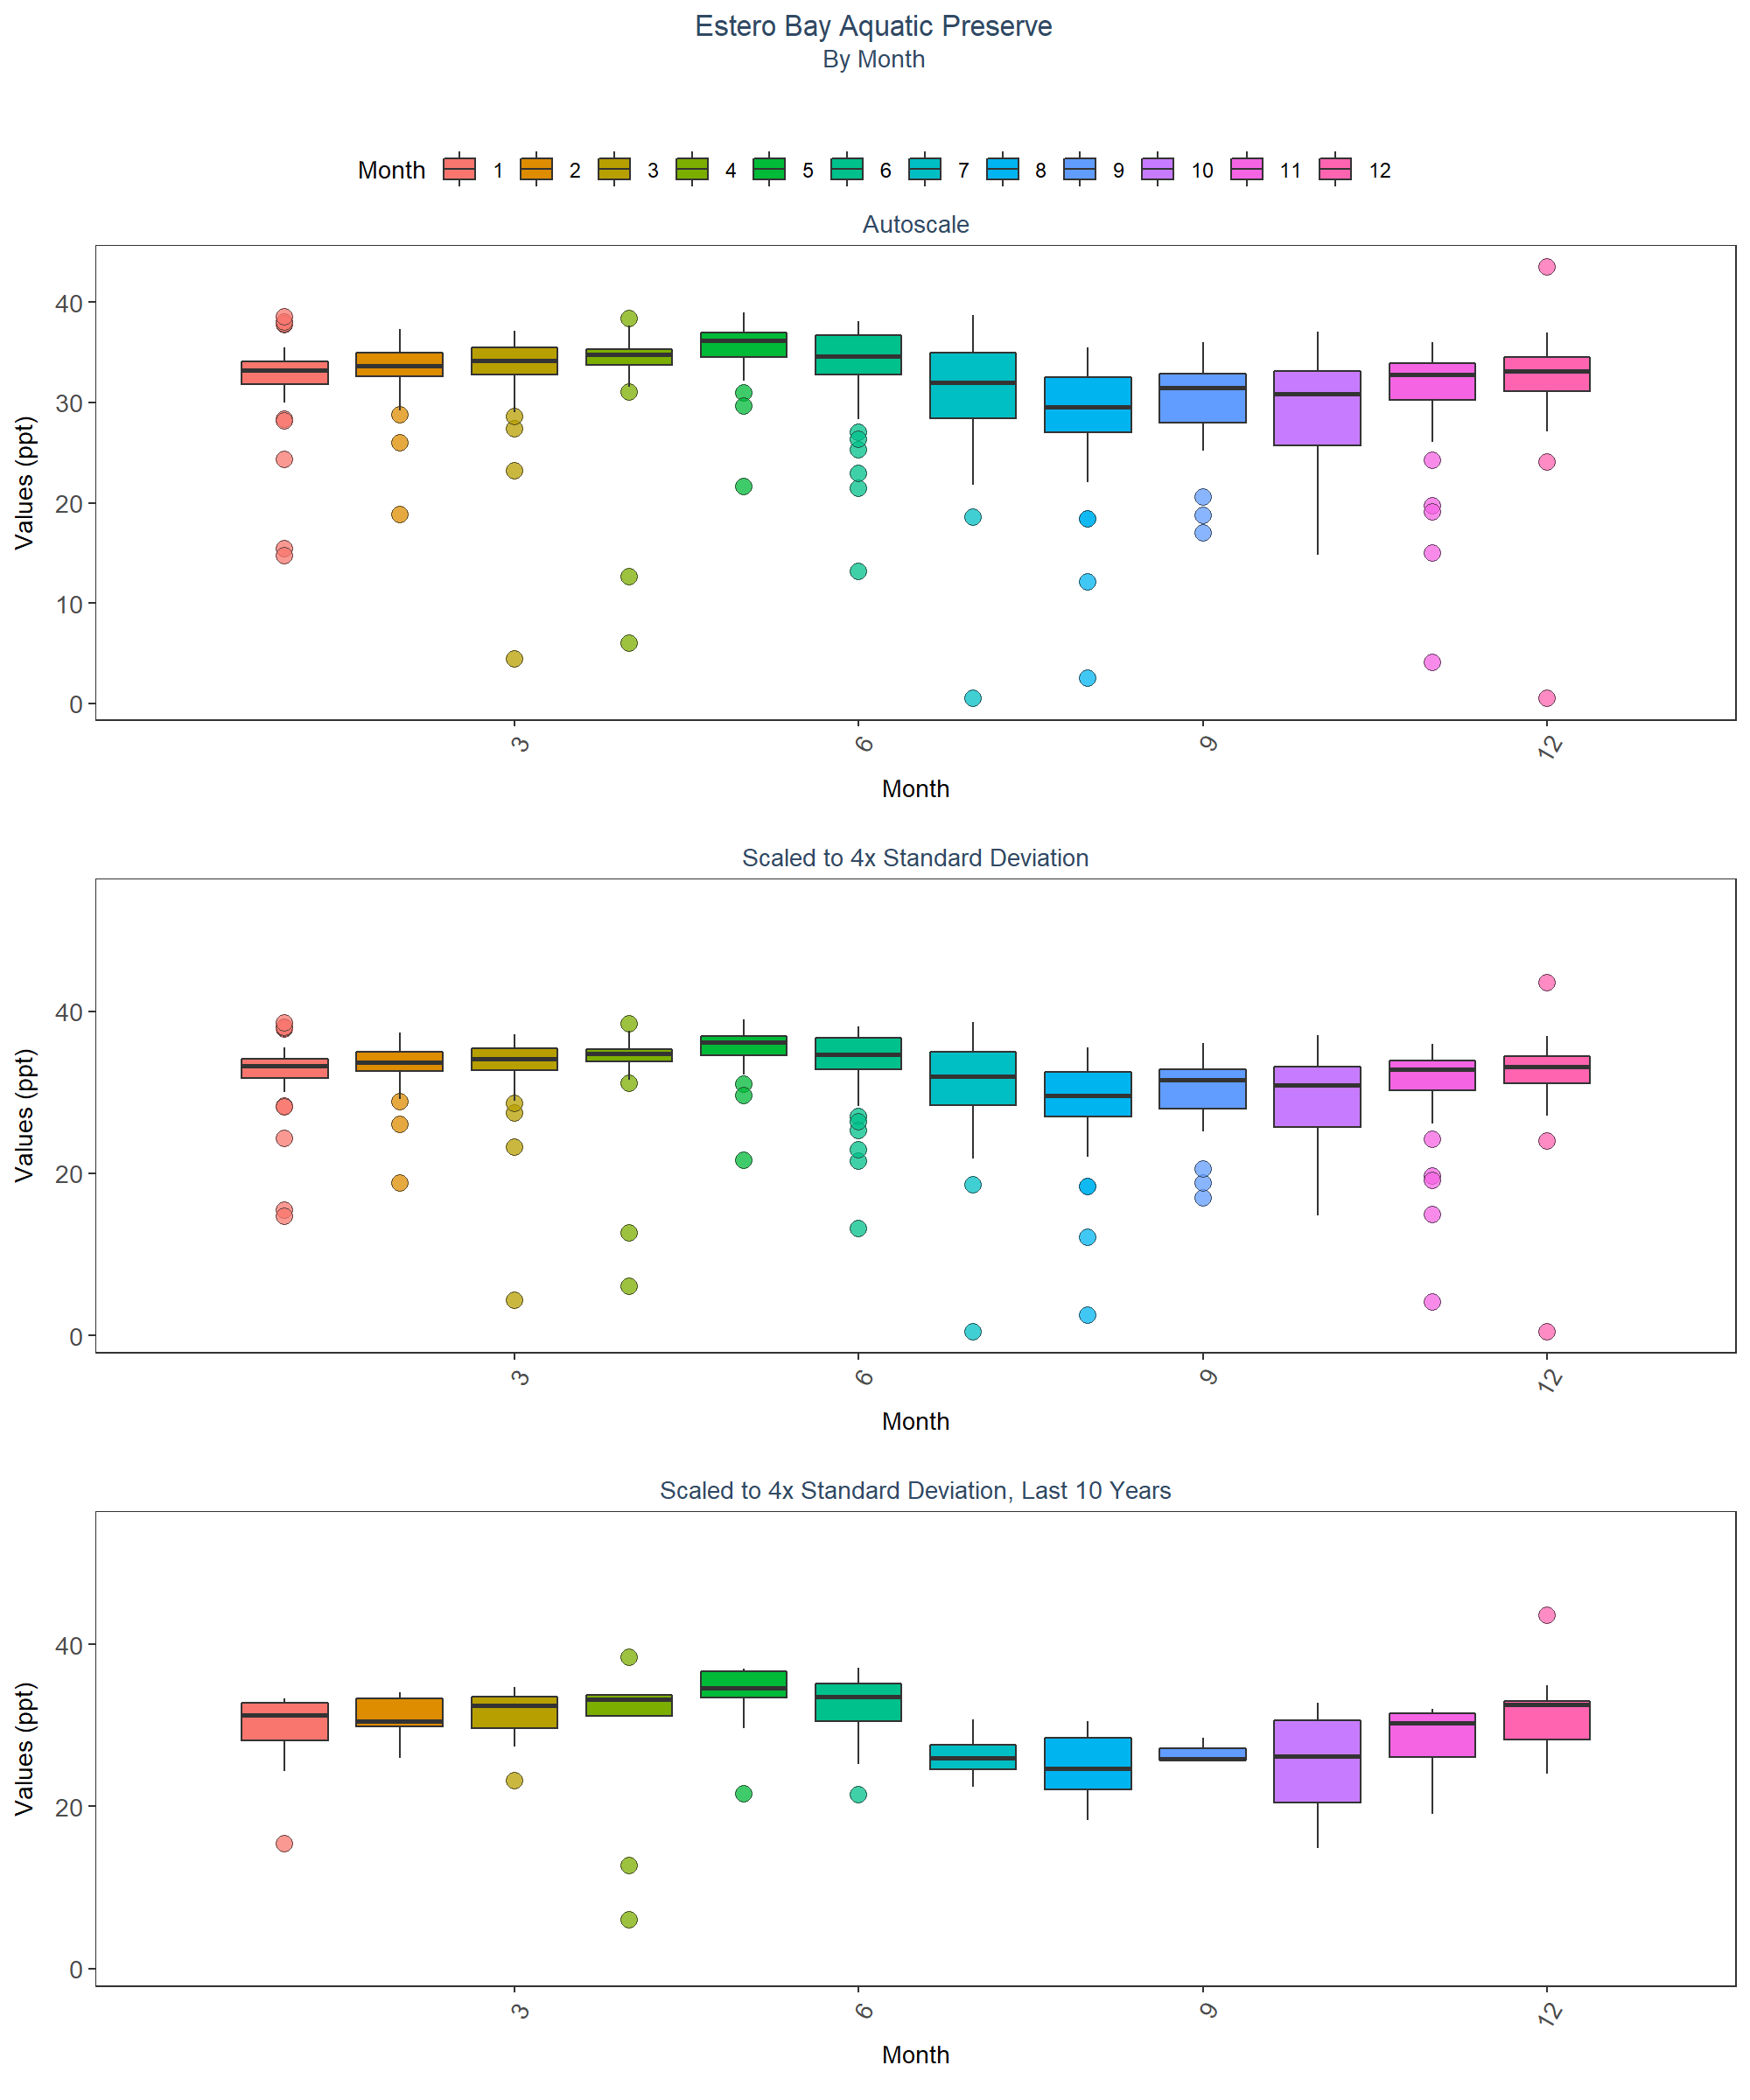 Estero Bay Aquatic Preserve
By Month
Month 1 2 3 4 5 6 7 8 9 10 11 12
Autoscale
Values (ppt)
40
30
20
10
0
3 6 9 12
Month
Scaled to 4x Standard Deviation
Values (ppt)
40
20
0
3 6 9 12
Month
Scaled to 4x Standard Deviation, Last 10 Years
Values (ppt)
40
20
0
3 6 9 12
Month